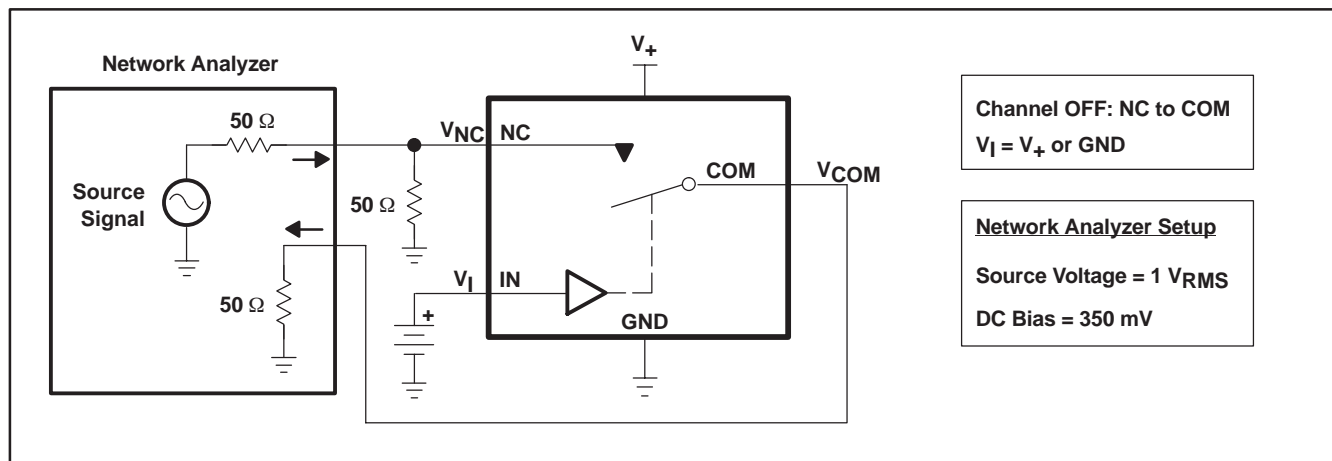 V+
Network Analyzer
50 Ω
VNC NC
COM
VCOM
Source
Signal
50 Ω
VI IN
50 Ω
+
GND
Channel OFF: NC to COM
VI = V+ or GND
Network Analyzer Setup
Source Voltage = 1 VRMS
DC Bias = 350 mV